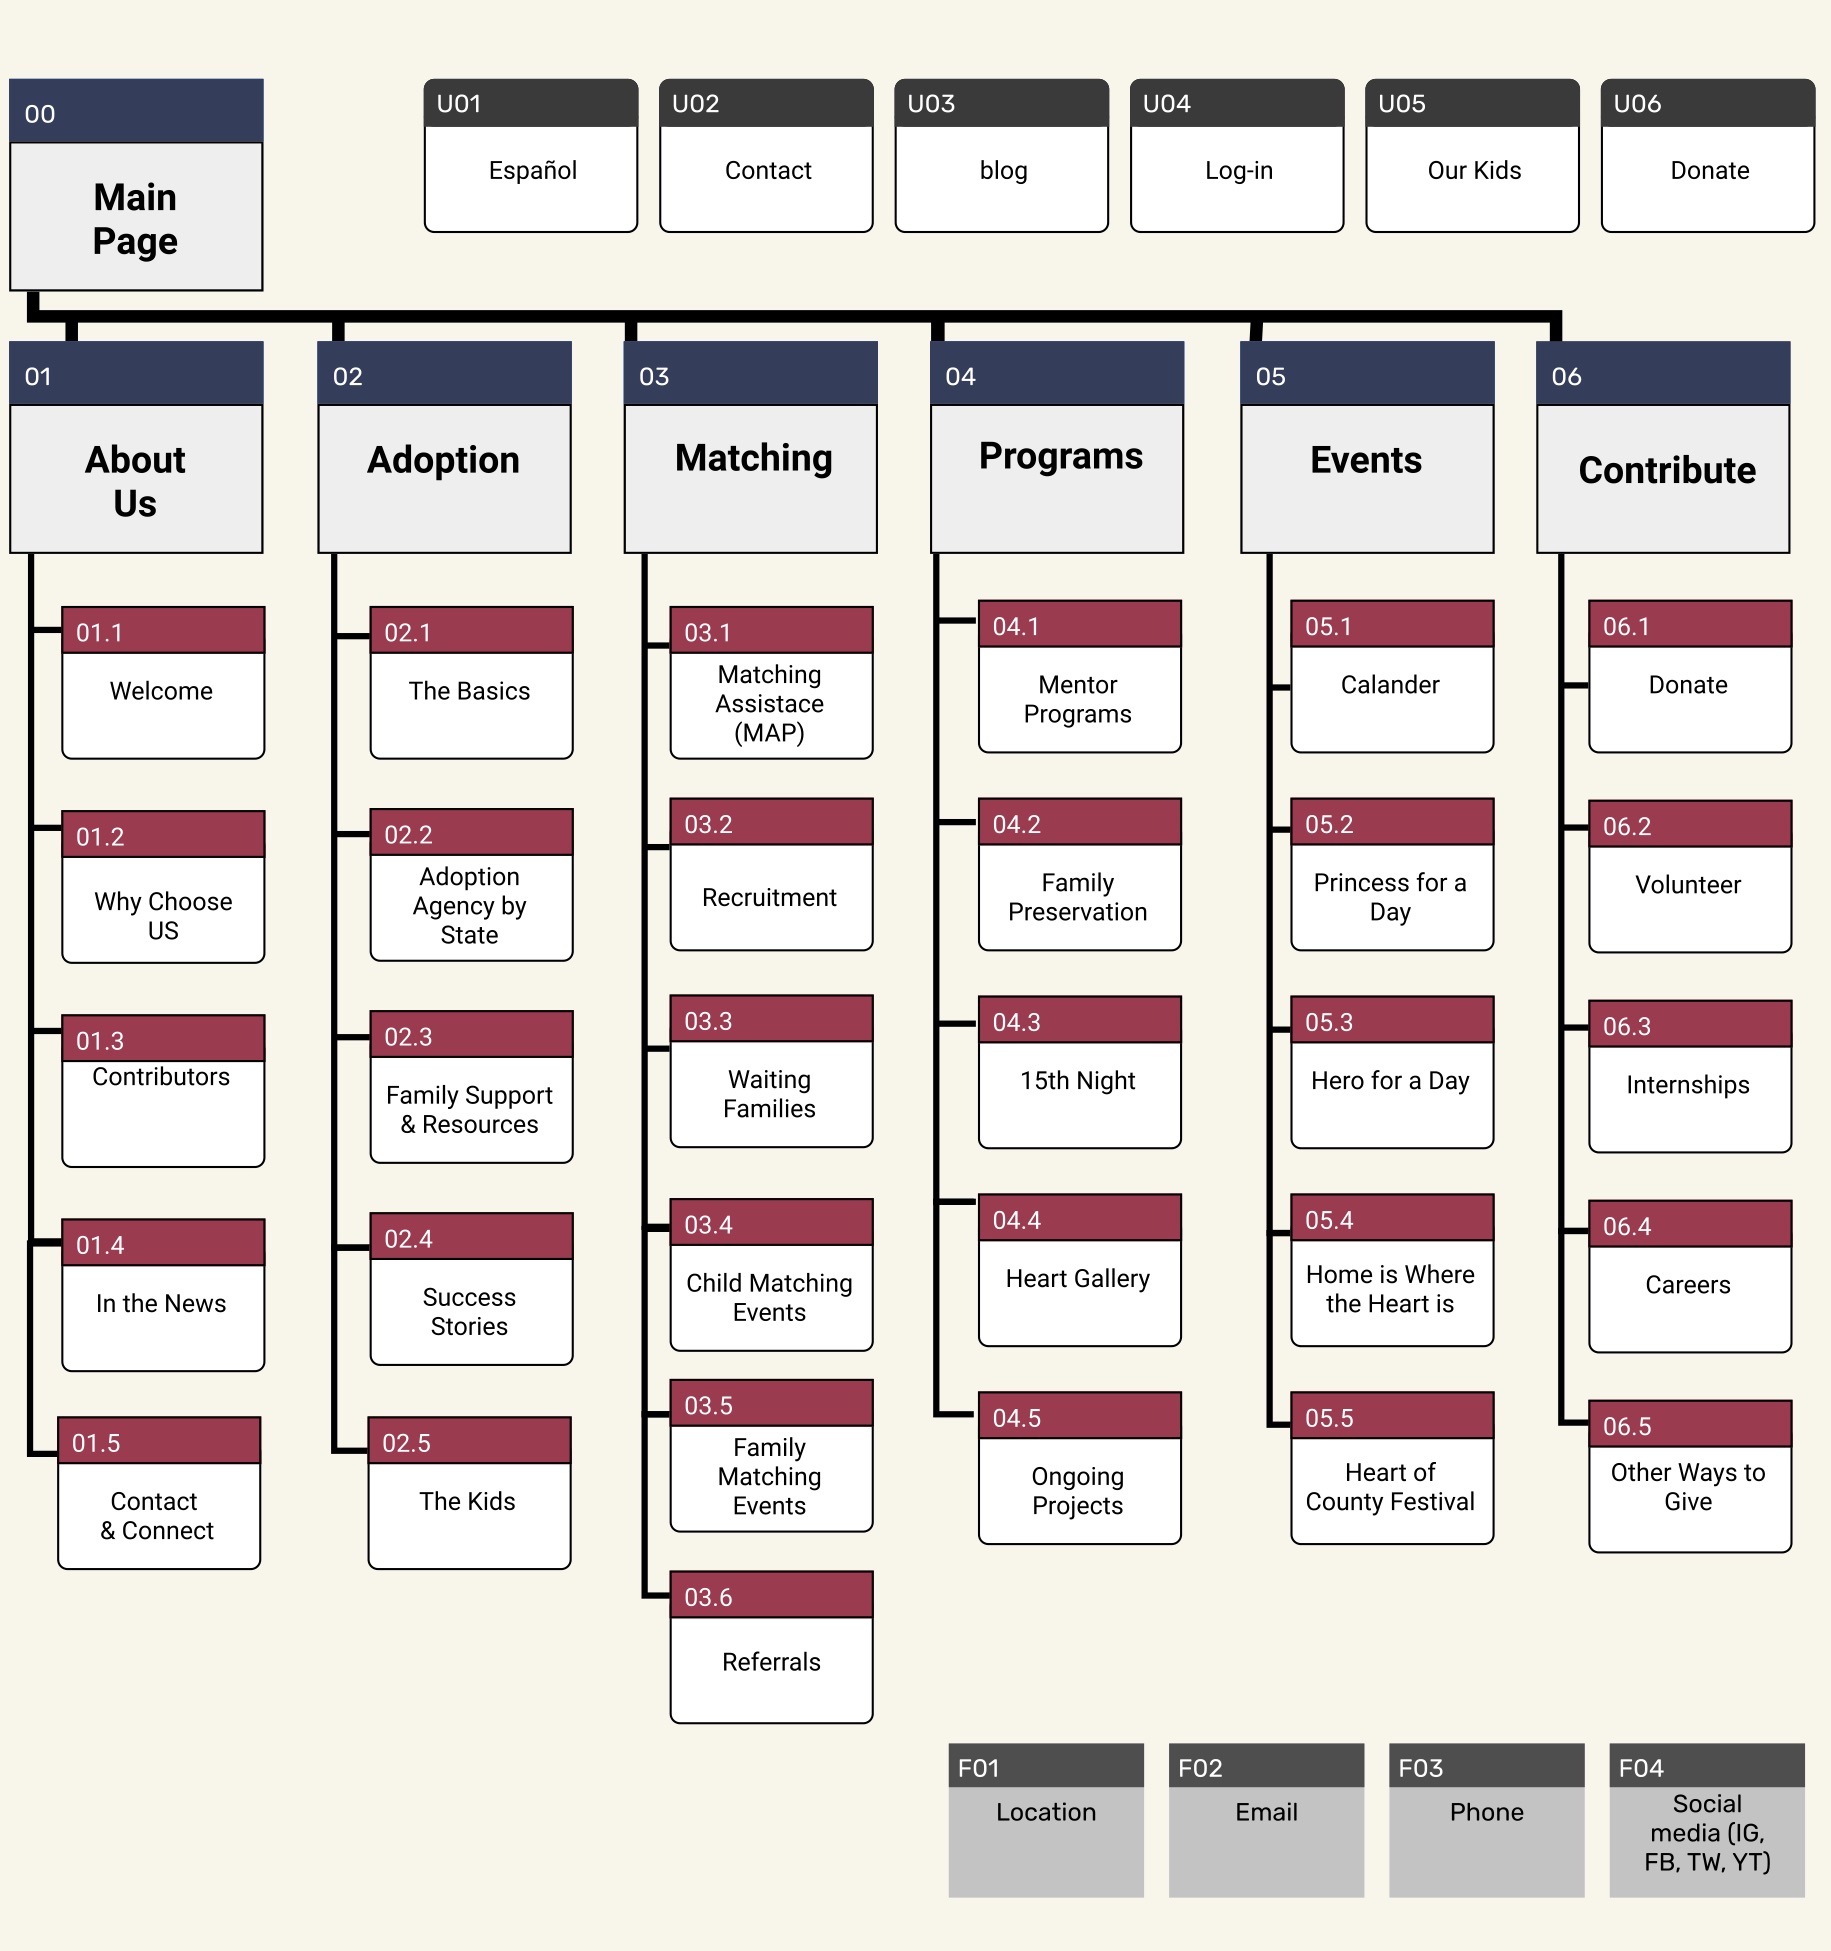 00
Main
Page
U01
Español
U02
Contact
U03
blog
U04
Log-in
U05
Our Kids
U06
Donate
01
About
Us
02
Adoption
03
Matching
04
Programs
05
Events
06
Contribute
01.1
Welcome
01.2
Why Choose
US
01.3
Contributors
01.4
In the News
01.5
Contact
& Connect
02.1
The Basics
02.2
Adoption
Agency by
State
02.3
Family Support
& Resources
02.4
Success
Stories
02.5
The Kids
03.1
Matching
Assistace
(MAP)
03.2
Recruitment
03.3
Waiting
Families
03.4
Child Matching
Events
03.5
Family
Matching
Events
03.6
Referrals
04.1
Mentor
Programs
04.2
Family
Preservation
04.3
15th Night
04.4
Heart Gallery
04.5
Ongoing
Projects
05.1
Calander
05.2
Princess for a
Day
05.3
Hero for a Day
05.4
Home is Where
the Heart is
05.5
Heart of
County Festival
06.1
Donate
06.2
Volunteer
06.3
Internships
06.4
Careers
06.5
Other Ways to
Give
F01
Location
F02
Email
F03
Phone
F04
Social
media (IG,
FB, TW, YT)